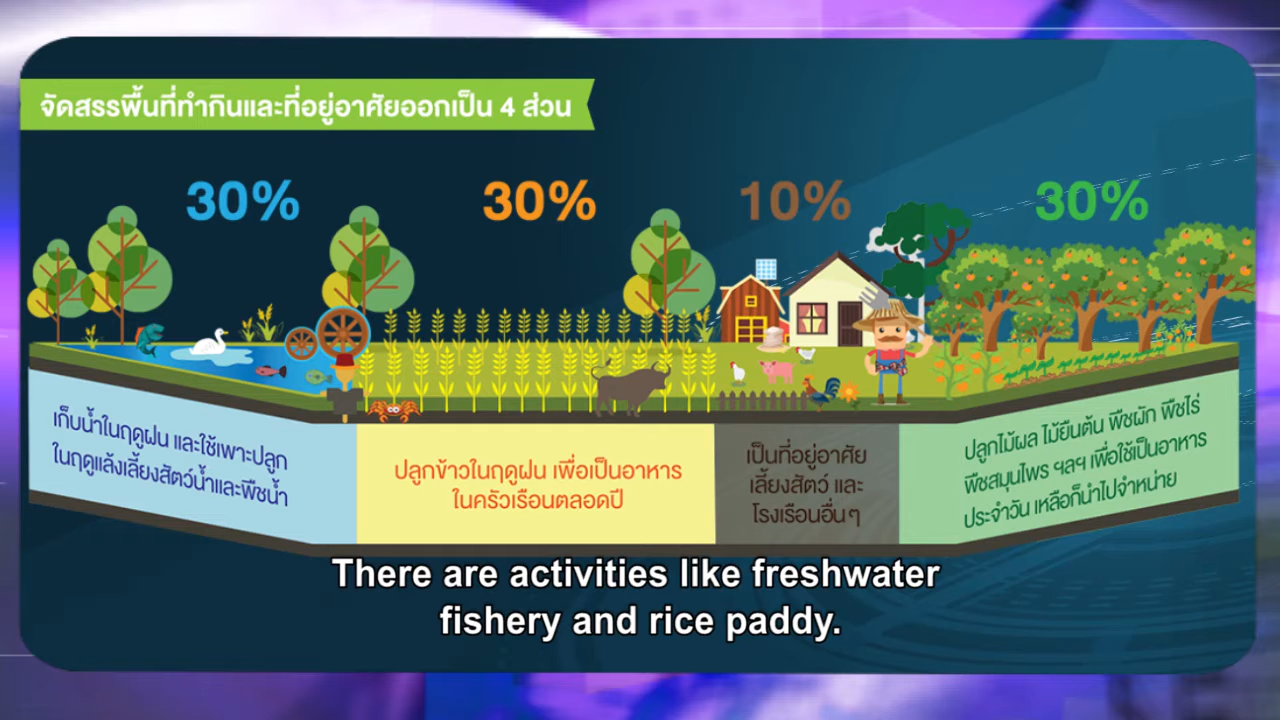 จัดสรรพื้นที่ทำกินและที่อยู่อาศัยออกเป็น 4 ส่วน
30%
30%
10%
30%
เก็บน้ำในฤดูฝน และใช้เพาะปลูก
ในฤดูแล้งเลี้ยงสัตว์น้ำและพืชน้ำ
ปลูกข้าวในฤดูฝน เพื่อเป็นอาหาร
ในครัวเรือนตลอดปี
เป็นที่อยู่อาศัย
เลี้ยงสัตว์ และ
โรงเรือนอื่นๆ
ปลูกไม้ผล ไม้ยืนต้น พืชผัก พืชไร่
พืชสมุนไพร ฯลฯ เพื่อใช้เป็นอาหาร
ประจำวัน เหลือก็นำไปจำหน่าย
There are activities like freshwater
fishery and rice paddy.